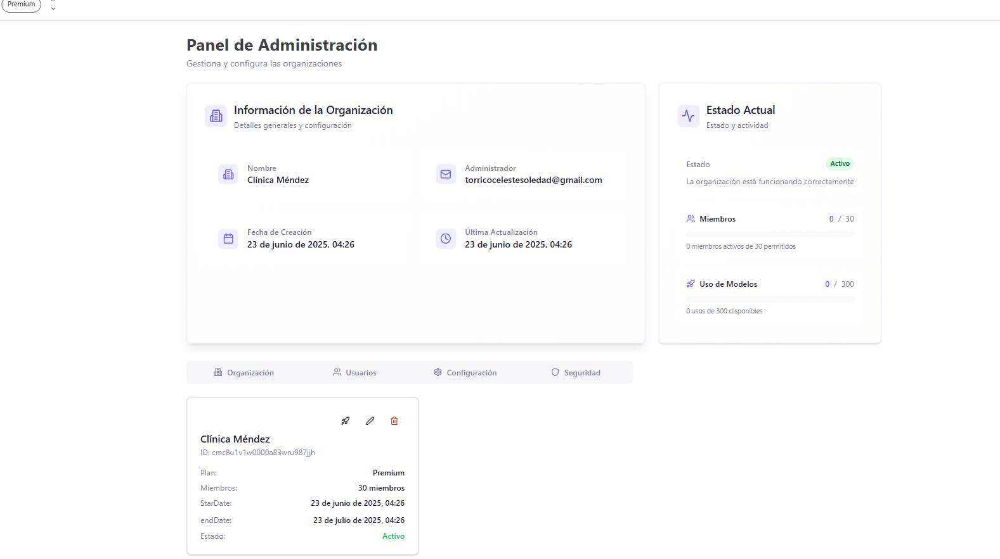 Premium
Panel de Administración
Gestiona y configura las organizaciones
Información de la Organización
Detalles generales y configuración
Nombre
Clínica Méndez
Administrador
torricocelestesoledad@gmail.com
Fecha de Creación
23 de junio de 2025, 04:26
Última Actualización
23 de junio de 2025, 04:26
Estado Actual
Estado y actividad
Estado Activo
La organización está funcionando correctamente
Miembros 0 / 30
0 miembros activos de 30 permitidos
Uso de Modelos 0 / 300
0 usos de 300 disponibles
Organización Usuarios Configuración Seguridad
Clínica Méndez
ID: cmc8u1v1w0000a83wru987jjh
Plan: Premium
Miembros: 30 miembros
StarDate: 23 de junio de 2025, 04:26
endDate: 23 de julio de 2025, 04:26
Estado: Activo